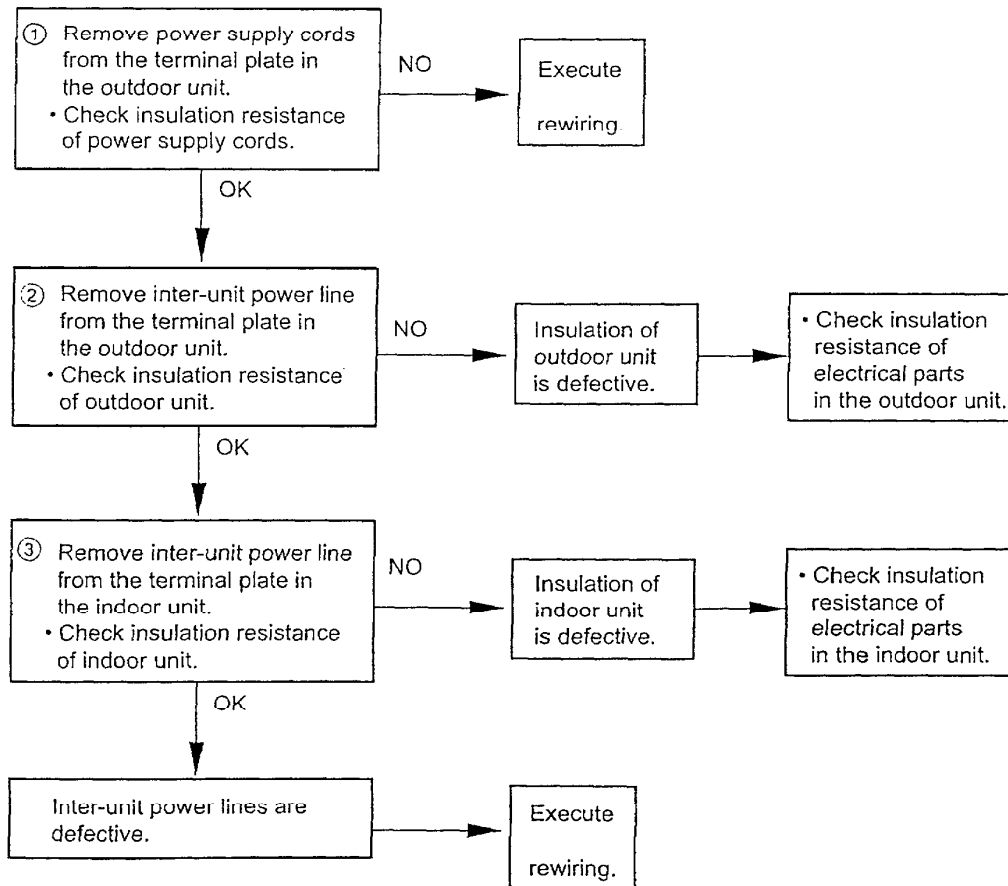 ① Remove power supply cords
from the terminal plate in
the outdoor unit.
• Check insulation resistance
of power supply cords.
NO
Execute
rewiring.
OK
② Remove inter-unit power line
from the terminal plate in
the outdoor unit.
• Check insulation resistance
of outdoor unit.
NO
Insulation of
outdoor unit
is defective.
• Check insulation
resistance of
electrical parts
in the outdoor unit.
OK
③ Remove inter-unit power line
from the terminal plate in
the indoor unit.
• Check insulation resistance
of indoor unit.
NO
Insulation of
indoor unit
is defective.
• Check insulation
resistance of
electrical parts
in the indoor unit.
OK
Inter-unit power lines are
defective.
Execute
rewiring.